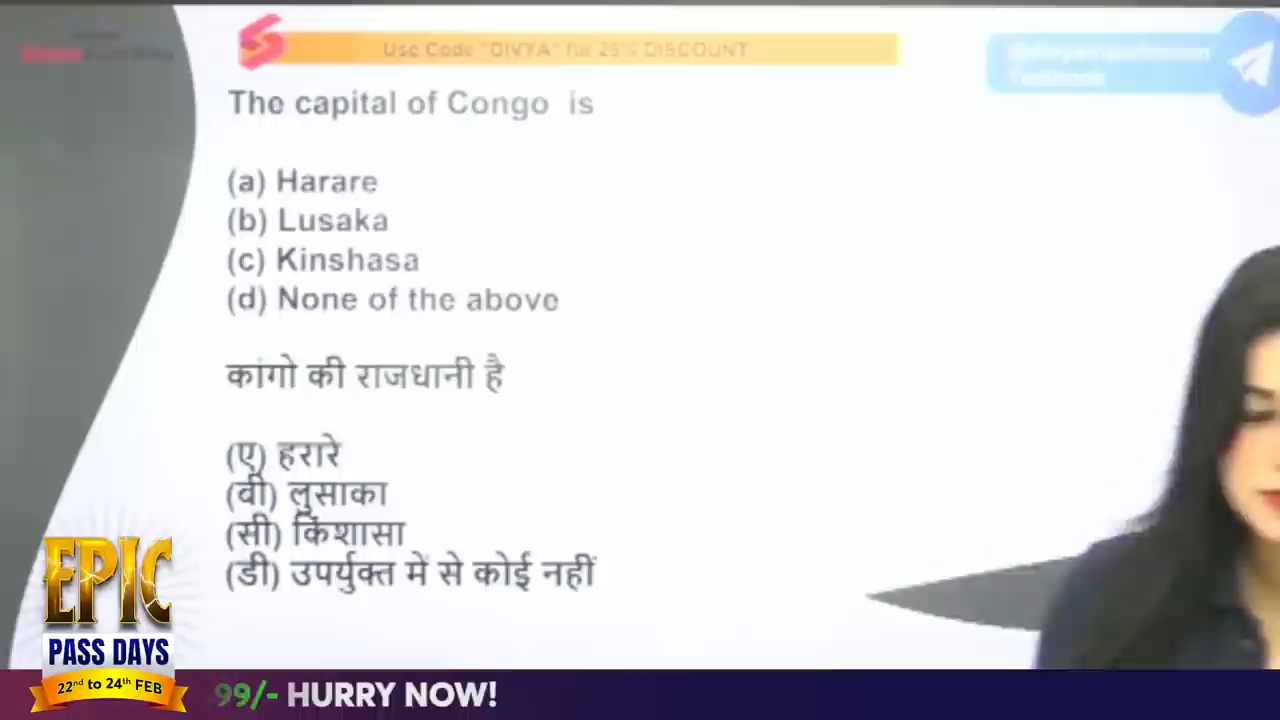 Use Code "DIVYA" for 25% DISCOUNT
The capital of Congo is
(a) Harare
(b) Lusaka
(c) Kinshasa
(d) None of the above
कांगो की राजधानी है
(ए) हरारे
(बी) लुसाका
(सी) किंशासा
(डी) उपर्युक्त में से कोई नहीं
EPIC
PASS DAYS
22nd to 24th FEB
99/- HURRY NOW!